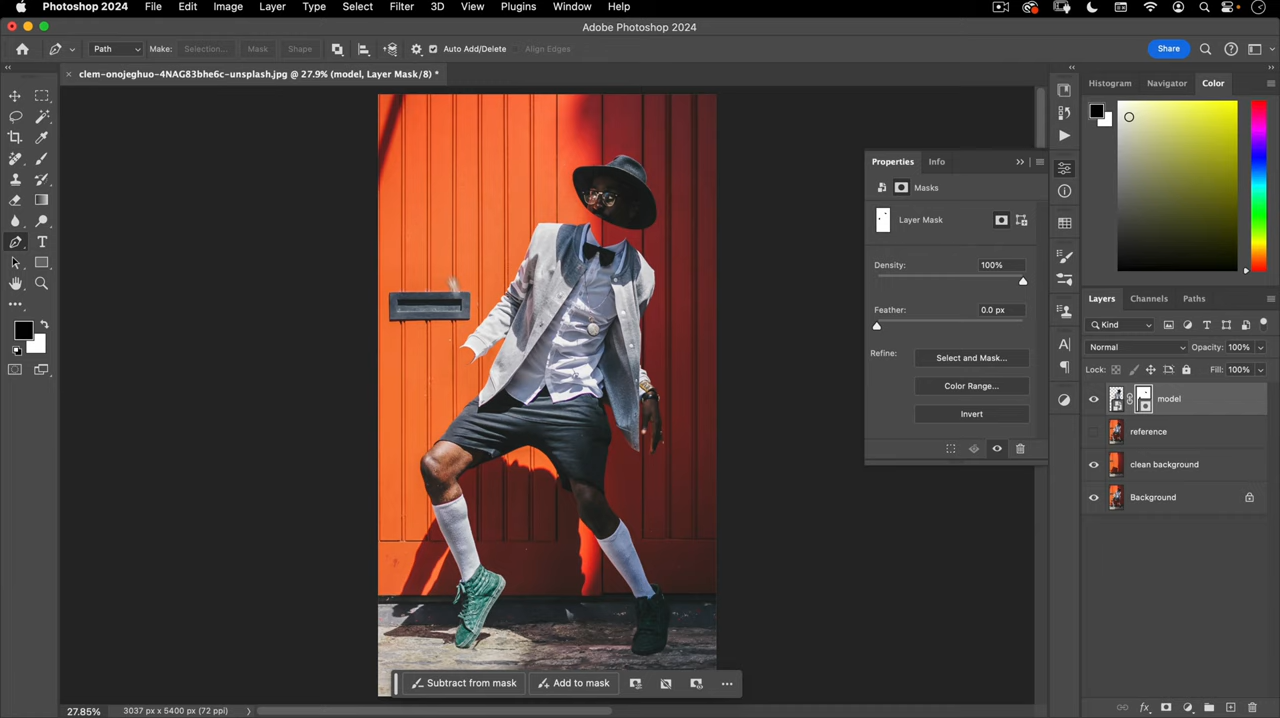 Adobe Photoshop 2024 File Edit Image Layer Type Select Filter 3D View Plugins Window Help
Adobe Photoshop 2024
Path Make: Selection... Mask Shape Auto Add/Delete Align Edges Share
clem-onojeghuo-4NAG83bhe6c-unsplash.jpg @ 27.9% (model, Layer Mask/8) *
Histogram Navigator Color
Properties Info
Masks
Layer Mask
Density: 100%
Feather: 0.0 px
Refine: Select and Mask...
Color Range...
Invert
Layers Channels Paths
Kind
Normal Opacity: 100%
Lock: Fill: 100%
model
reference
clean background
Background
Subtract from mask Add to mask
27.85% 3037 px x 5400 px (72 ppi)